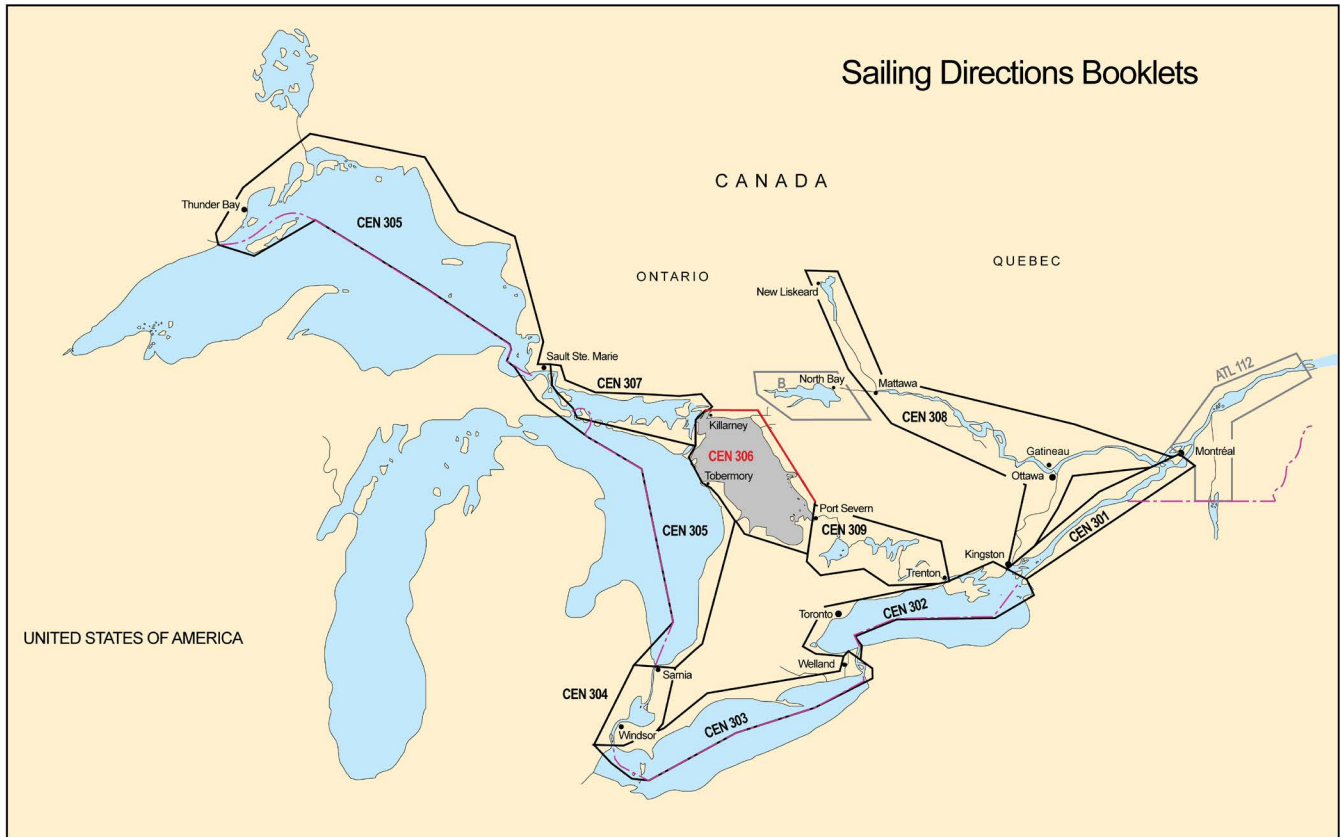 Sailing Directions Booklets
CANADA
Thunder Bay
CEN 305
QUEBEC
ONTARIO
New Liskeard
Sault Ste. Marie
ATL 112
CEN 307
B
North Bay
Mattawa
Killarney
CEN 308
CEN 306
Gatineau
Montréal
Tobermory
Ottawa
Port Severn
CEN 305
CEN 309
CEN 301
Kingston
Trenton
CEN 302
Toronto
UNITED STATES OF AMERICA
Welland
Sarnia
CEN 304
CEN 303
Windsor